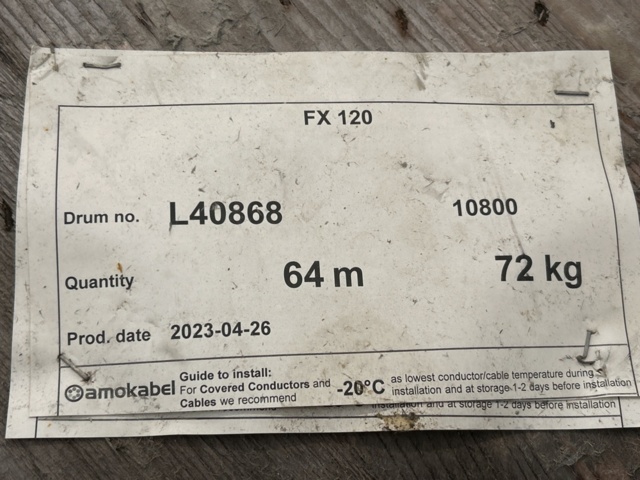 FX 120
Drum no. L40868 10800
Quantity 64 m 72 kg
Prod. date 2023-04-26
amokabel
Guide to install:
For Covered Conductors and
Cables we recommend
-20°C
as lowest conductor/cable temperature during
installation and at storage 1-2 days before installation
installation and at storage 1-2 days before installation